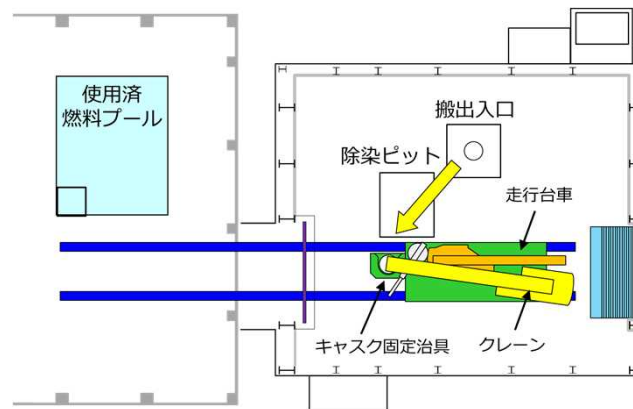 使用済
燃料プール
搬出入口
除染ピット
走行台車
キャスク固定治具
クレーン